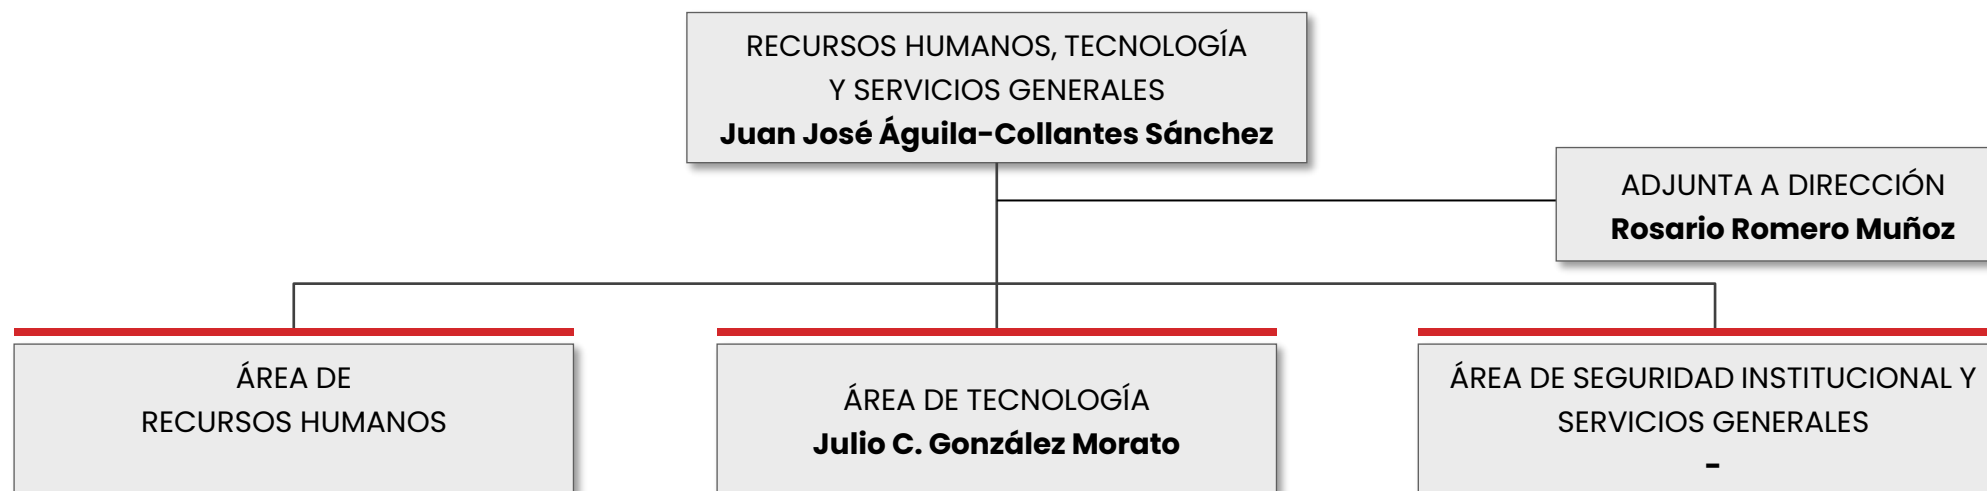 RECURSOS HUMANOS, TECNOLOGÍA
Y SERVICIOS GENERALES
Juan José Águila-Collantes Sánchez
ADJUNTA A DIRECCIÓN
Rosario Romero Muñoz
ÁREA DE
RECURSOS HUMANOS
ÁREA DE TECNOLOGÍA
Julio C. González Morato
ÁREA DE SEGURIDAD INSTITUCIONAL Y
SERVICIOS GENERALES
-